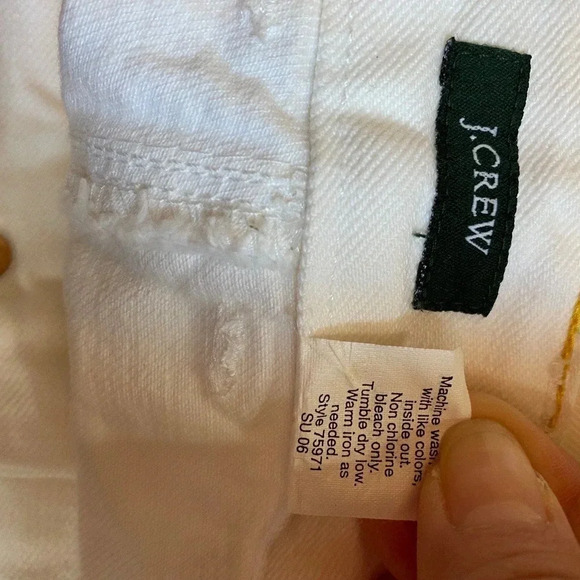 J.CREW
Machine wash,
with like colors,
inside out.
Non chlorine
bleach only.
Tumble dry low.
Warm iron as
needed.
Style 75971
SU 06